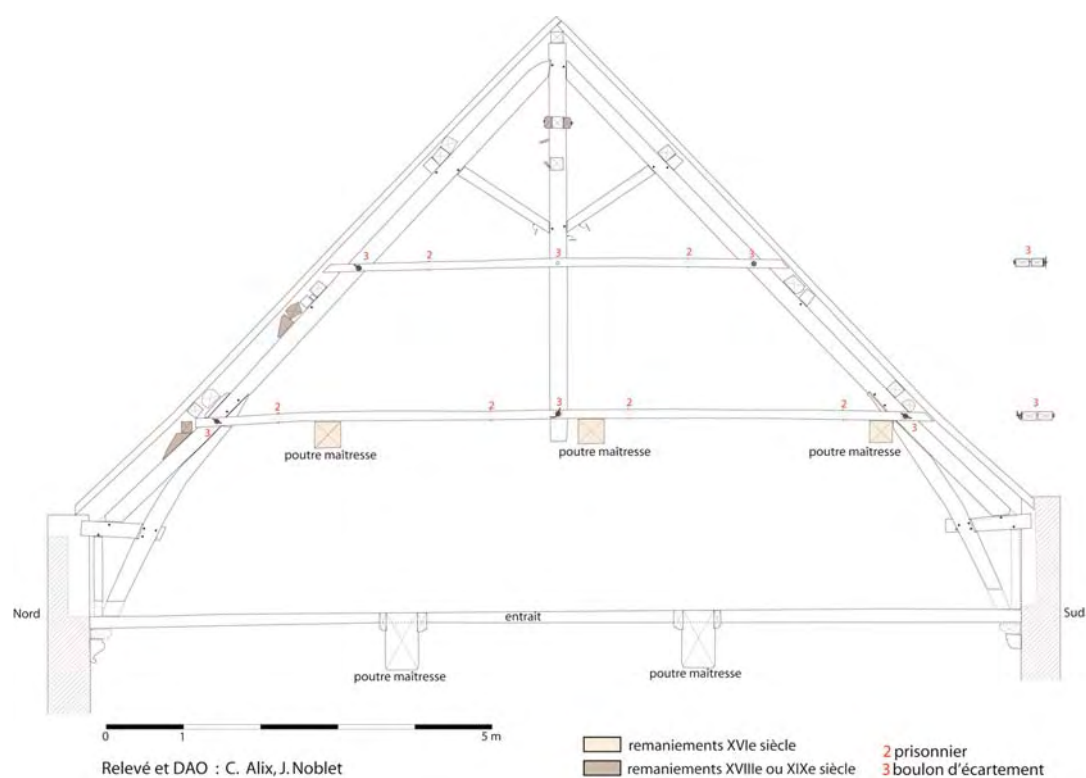 3
3 2 3 2 3
3
2 2 3 2 2
3 3
poutre maîtresse poutre maîtresse poutre maîtresse
Nord entrait Sud
poutre maîtresse poutre maîtresse
0 1 5 m
remaniements XVIe siècle
2 prisonnier
Relevé et DAO : C. Alix, J. Noblet
remaniements XVIIIe ou XIXe siècle
3 boulon d'écartement